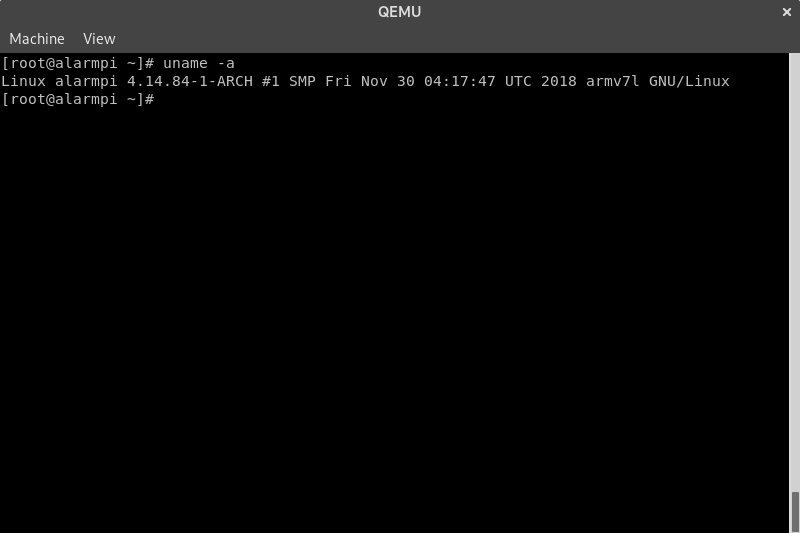 QEMU
Machine View
[root@alarmpi ~]# uname -a
Linux alarmpi 4.14.84-1-ARCH #1 SMP Fri Nov 30 04:17:47 UTC 2018 armv7l GNU/Linux
[root@alarmpi ~]#